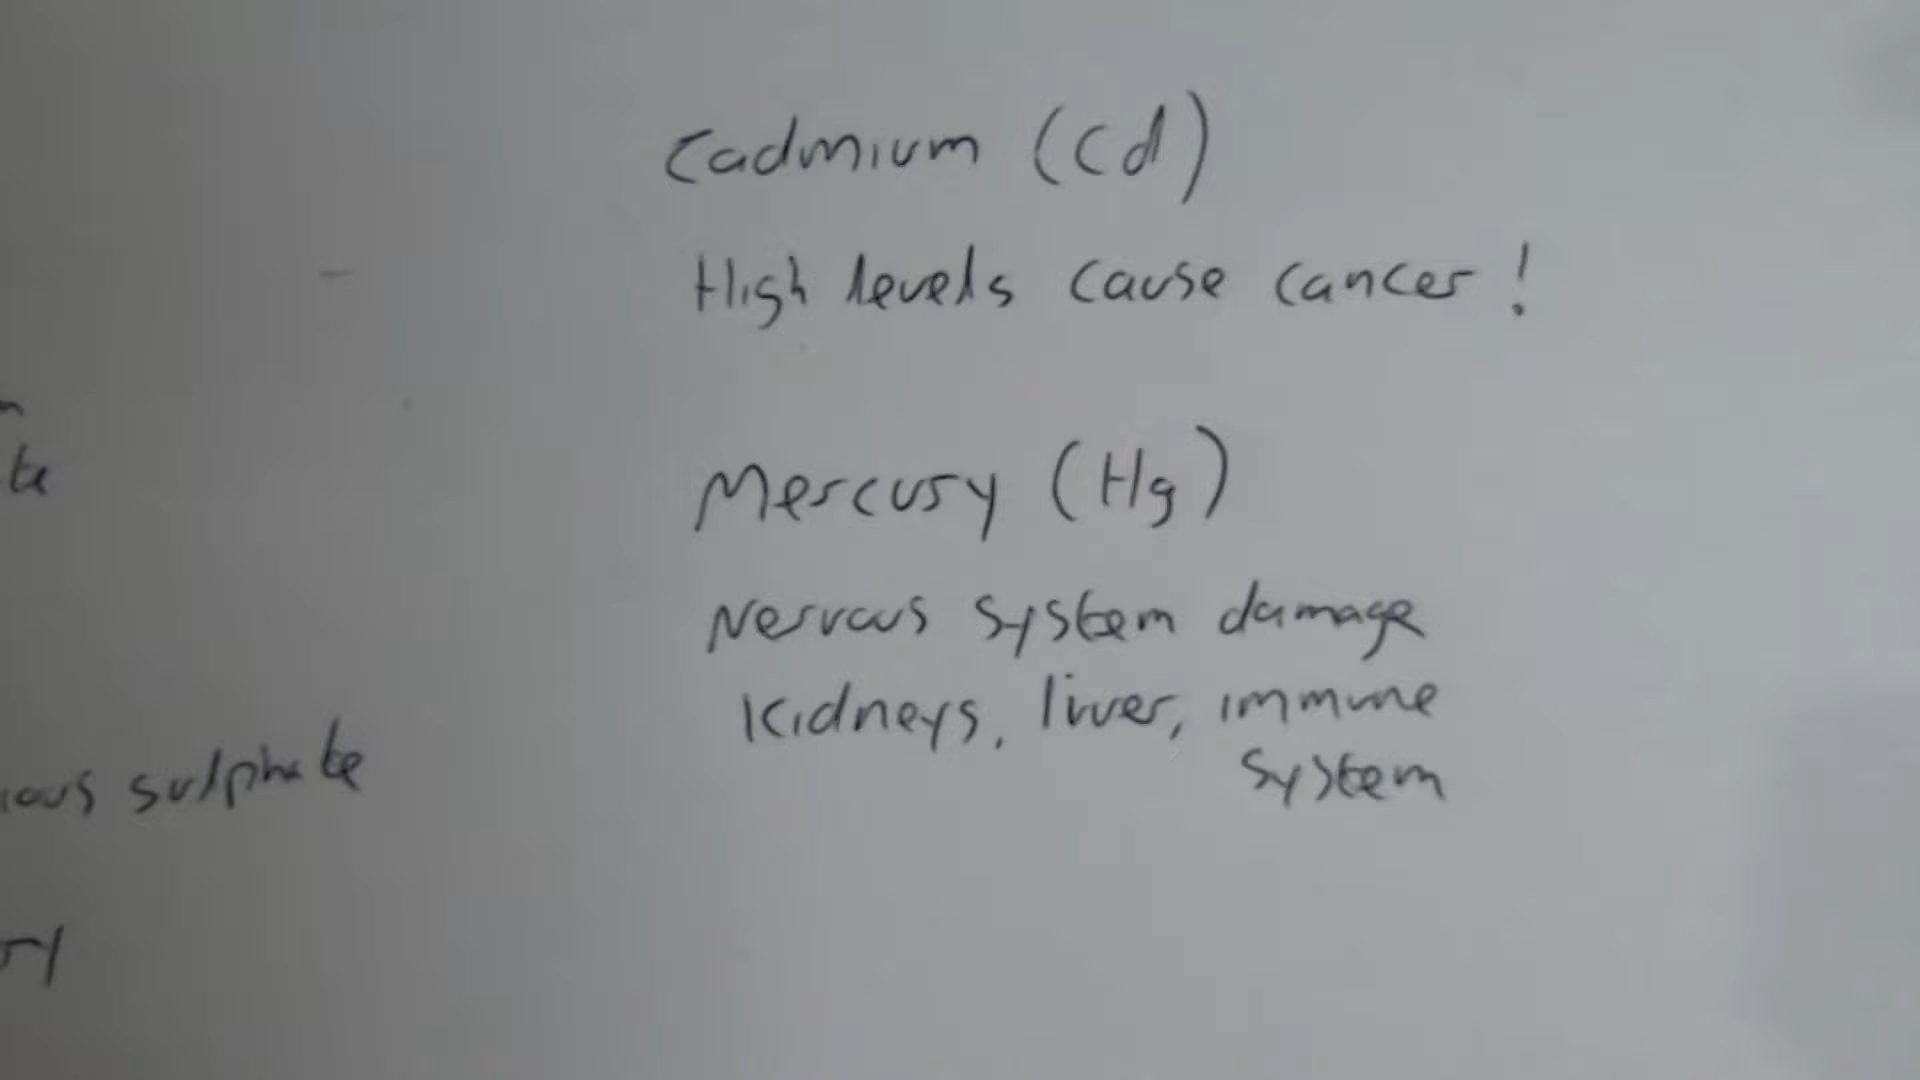 Cadmium (Cd)
High levels cause cancer!
Mercury (Hg)
Nervous system damage
Kidneys, liver, immune
system
sulphate